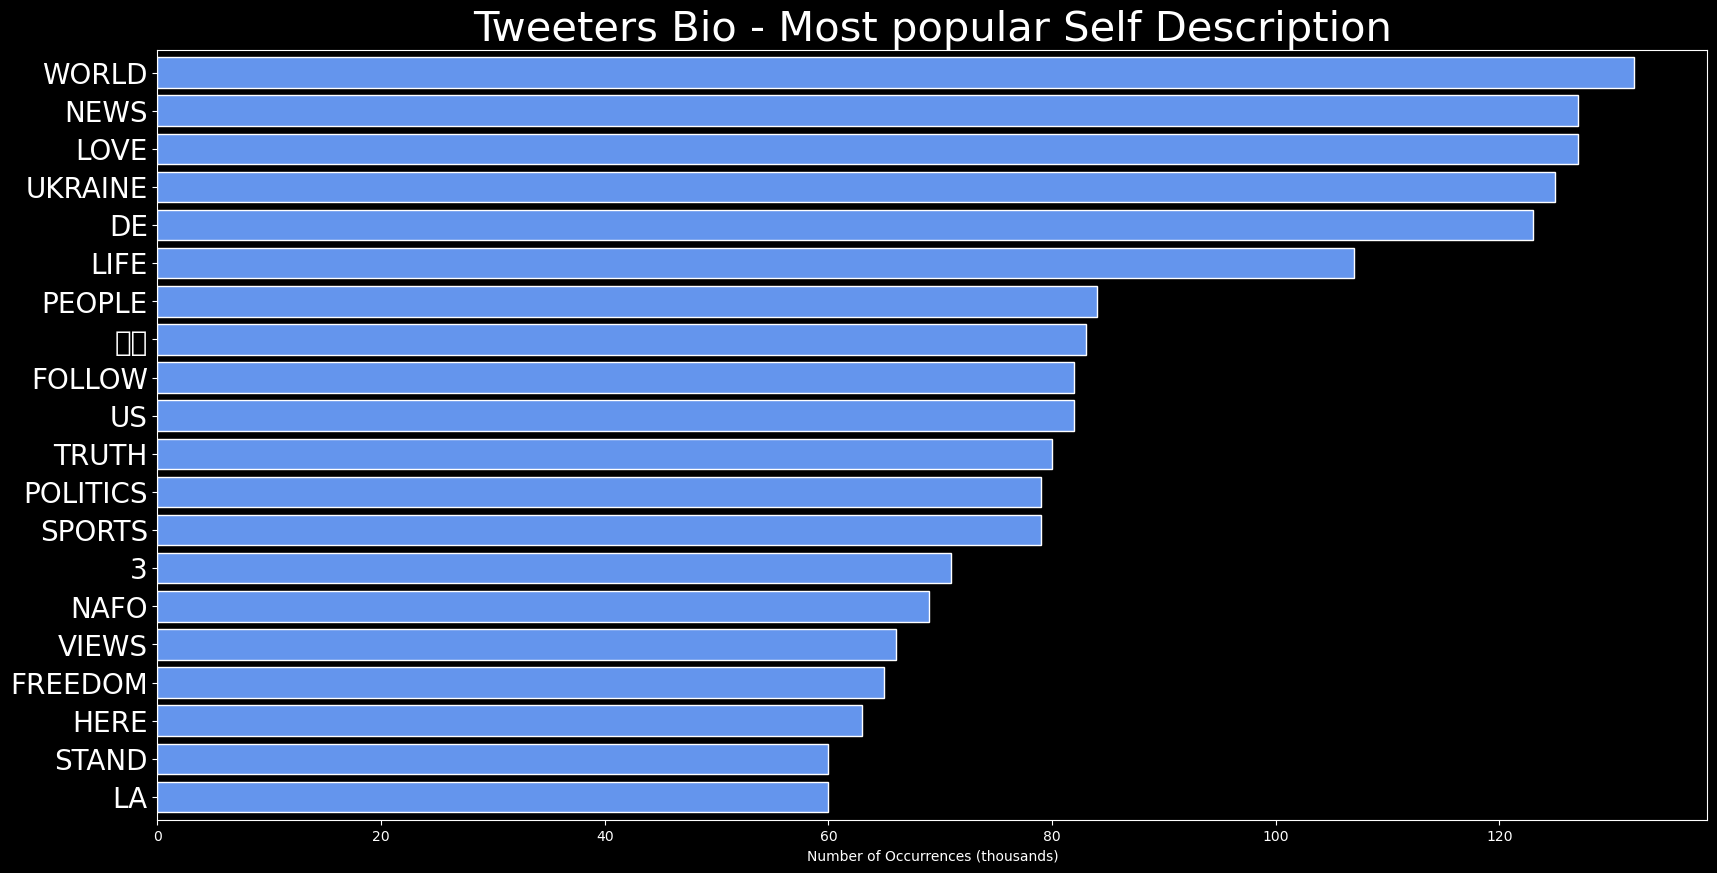 Tweeters Bio - Most popular Self Description
WORLD
NEWS
LOVE
UKRAINE
DE
LIFE
PEOPLE
FOLLOW
US
TRUTH
POLITICS
SPORTS
3
NAFO
VIEWS
FREEDOM
HERE
STAND
LA
0 20 40 60 80 100 120
Number of Occurrences (thousands)